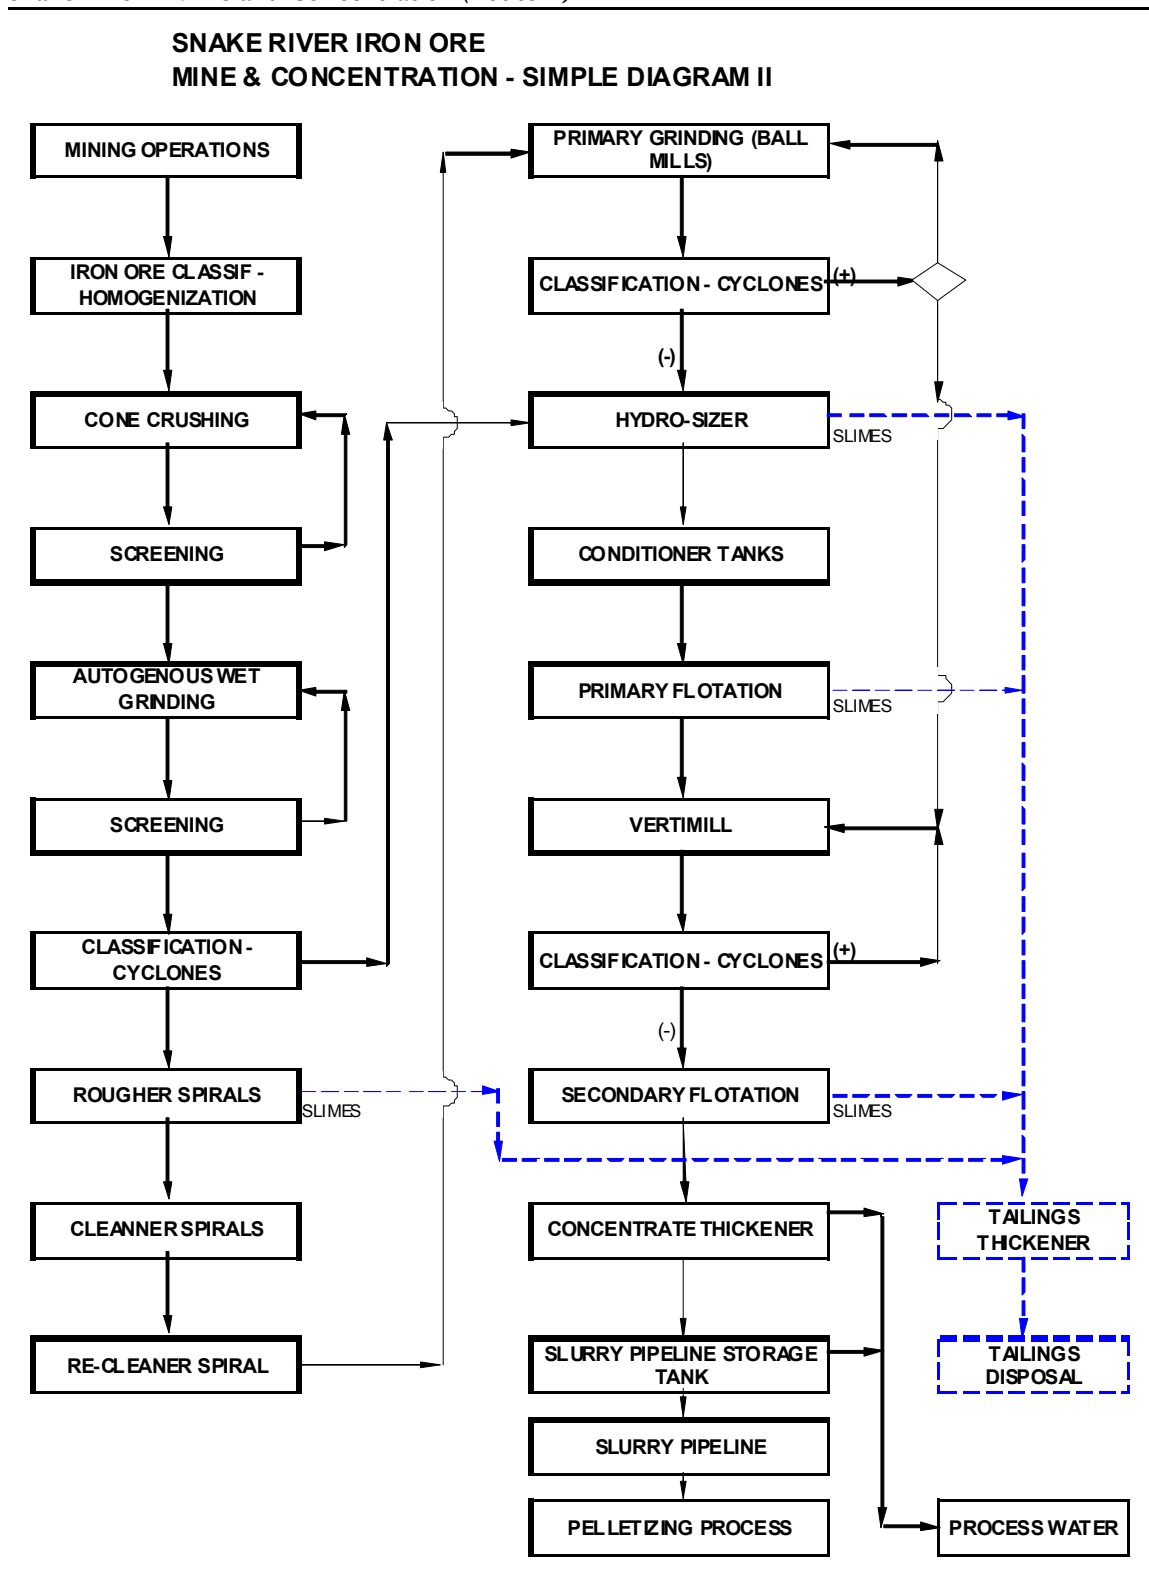 SNAKE RIVER IRON ORE
MINE & CONCENTRATION - SIMPLE DIAGRAM II
MINING OPERATIONS
IRON ORE CLASSIF -
HOMOGENIZATION
CONE CRUSHING
SCREENING
AUTOGENOUS WET
GRINDING
SCREENING
CLASSIFICATION -
CYCLONES
ROUGHER SPIRALS
SLIMES
CLEANNER SPIRALS
RE-CLEANER SPIRAL
PRIMARY GRINDING (BALL
MILLS)
CLASSIFICATION - CYCLONES
(+)
(-)
HYDRO-SIZER
SLIMES
CONDITIONER TANKS
PRIMARY FLOTATION
SLIMES
VERTIMILL
CLASSIFICATION - CYCLONES
(+)
(-)
SECONDARY FLOTATION
SLIMES
CONCENTRATE THICKENER
SLURRY PIPELINE STORAGE
TANK
SLURRY PIPELINE
PELLETIZING PROCESS
TAILINGS
THICKENER
TAILINGS
DISPOSAL
PROCESS WATER